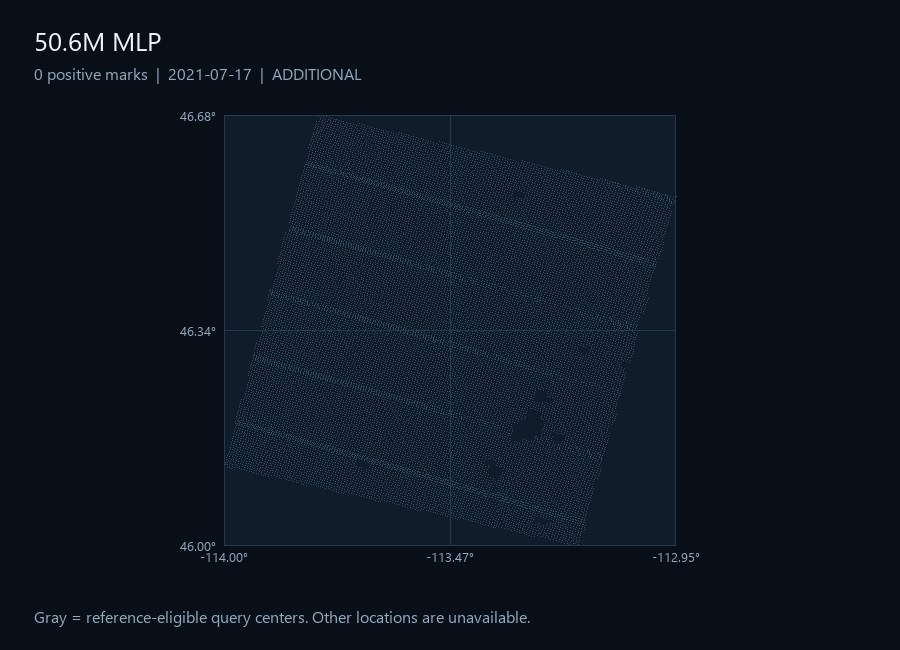 50.6M MLP
0 positive marks | 2021-07-17 | ADDITIONAL
46.68°
46.34°
46.00°
-114.00° -113.47° -112.95°
Gray = reference-eligible query centers. Other locations are unavailable.